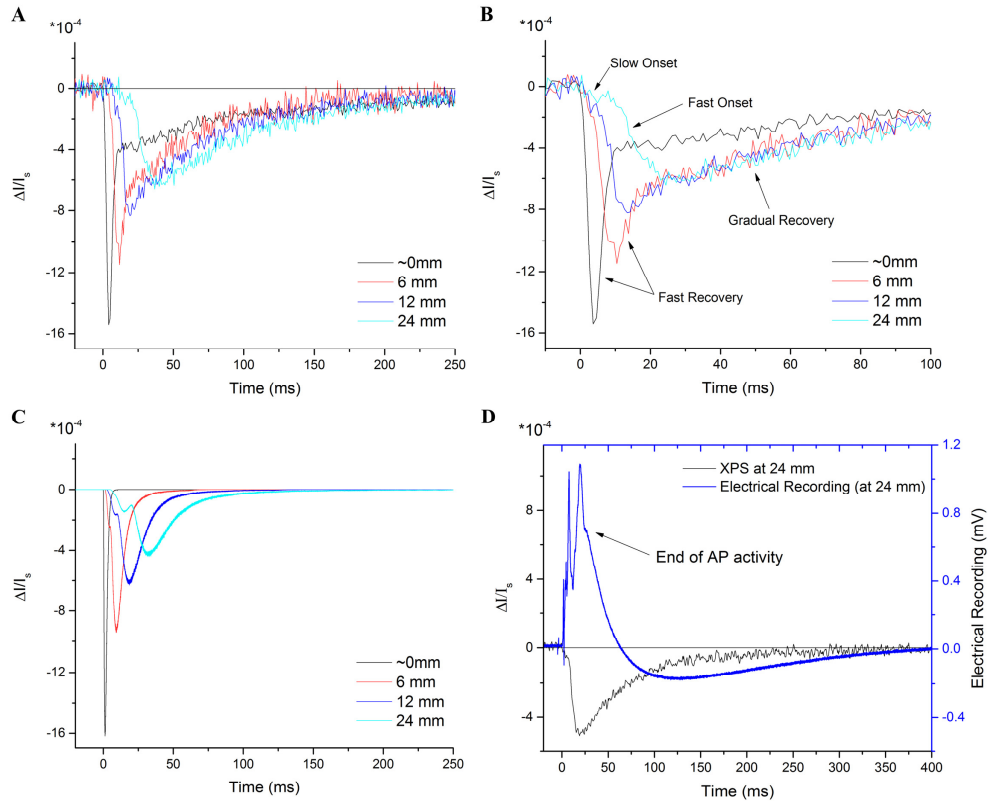 A
*10-4
0
-4
-8
-12
-16
ΔI/Is
0
50
100
150
200
250
Time (ms)
~0mm
6 mm
12 mm
24 mm
B
*10-4
0
-4
-8
-12
-16
ΔI/Is
0
20
40
60
80
100
Time (ms)
Slow Onset
Fast Onset
Gradual Recovery
Fast Recovery
~0mm
6 mm
12 mm
24 mm
C
*10-4
0
-4
-8
-12
-16
ΔI/Is
0
50
100
150
200
250
Time (ms)
~0mm
6 mm
12 mm
24 mm
D
*10-4
8
4
0
-4
ΔI/Is
0
50
100
150
200
250
300
350
400
Time (ms)
1.2
0.8
0.4
0.0
-0.4
Electrical Recording (mV)
XPS at 24 mm
Electrical Recording (at 24 mm)
End of AP activity